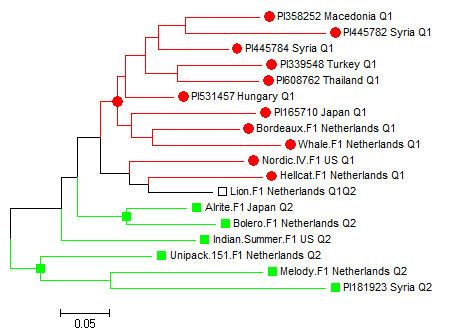 PI358252 Macedonia Q1
PI445782 Syria Q1
PI445784 Syria Q1
PI339548 Turkey Q1
PI608762 Thailand Q1
PI531457 Hungary Q1
PI165710 Japan Q1
Bordeaux.F1 Netherlands Q1
Whale.F1 Netherlands Q1
Nordic.IV.F1 US Q1
Hellcat.F1 Netherlands Q1
Lion.F1 Netherlands Q1Q2
Alrite.F1 Japan Q2
Bolero.F1 Netherlands Q2
Indian.Summer.F1 US Q2
Unipack.151.F1 Netherlands Q2
Melody.F1 Netherlands Q2
PI181923 Syria Q2
0.05